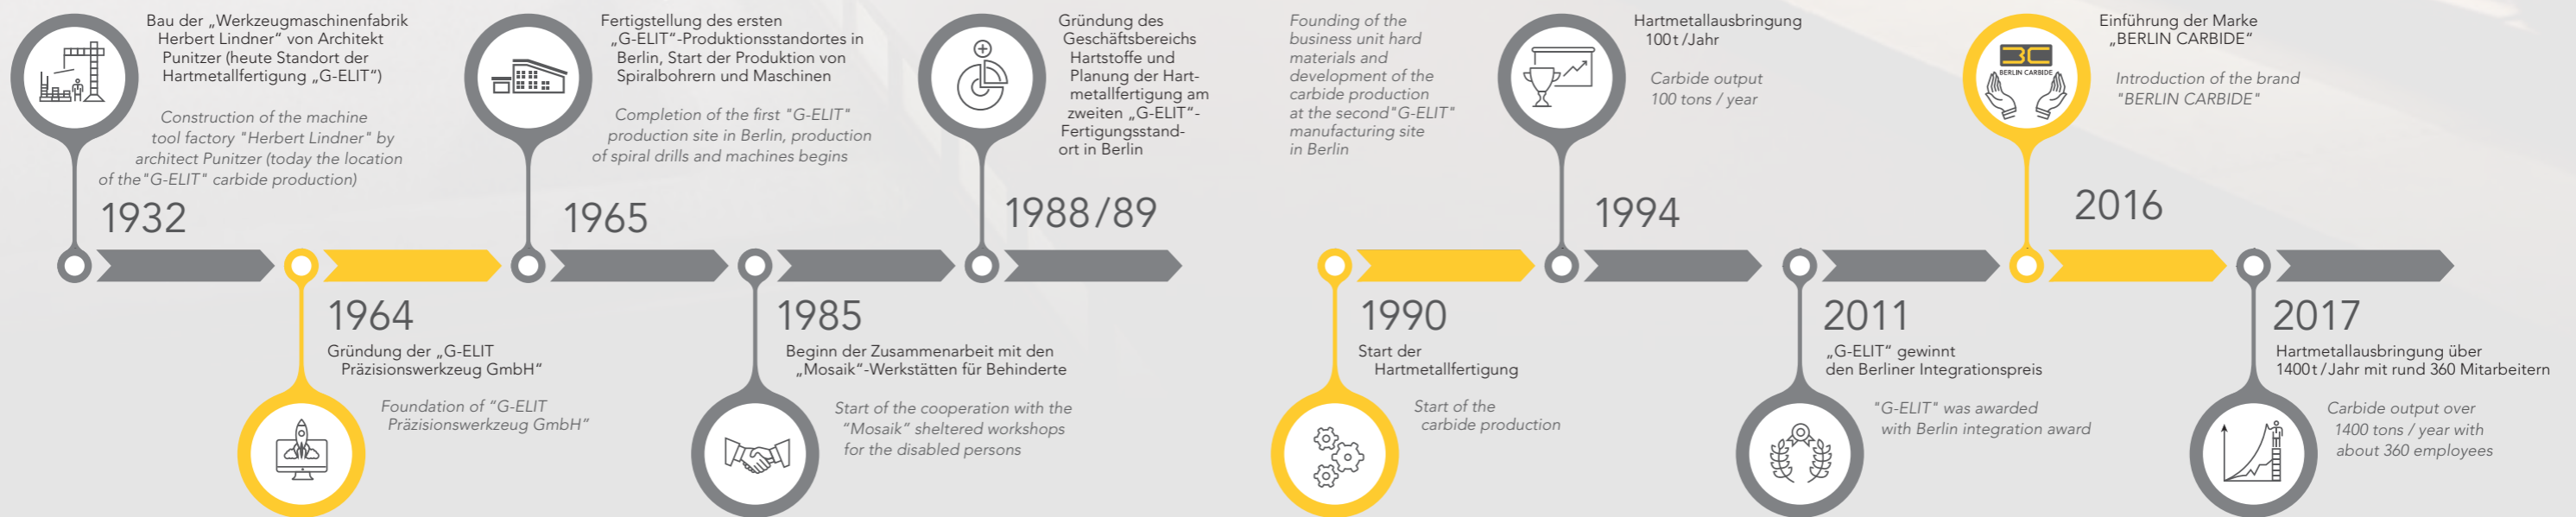 Bau der „Werkzeugmaschinenfabrik
Herbert Lindner“ von Architekt
Punitzer (heute Standort der
Hartmetallfertigung „G-ELIT“)
Construction of the machine
tool factory "Herbert Lindner" by
architect Punitzer (today the location
of the"G-ELIT" carbide production)
1932
1964
Gründung der „G-ELIT
Präzisionswerkzeug GmbH“
Foundation of “G-ELIT
Präzisionswerkzeug GmbH“
Fertigstellung des ersten
„G-ELIT“-Produktionsstandortes in
Berlin, Start der Produktion von
Spiralbohrern und Maschinen
Completion of the first "G-ELIT"
production site in Berlin, production
of spiral drills and machines begins
1965
1985
Beginn der Zusammenarbeit mit den
„Mosaik“-Werkstätten für Behinderte
Start of the cooperation with the
“Mosaik” sheltered workshops
for the disabled persons
Gründung des
Geschäftsbereichs
Hartstoffe und
Planung der Hart-
metallfertigung am
zweiten „G-ELIT“-
Fertigungsstand-
ort in Berlin
1988/89
Founding of the
business unit hard
materials and
development of the
carbide production
at the second"G-ELIT"
manufacturing site
in Berlin
1990
Start der
Hartmetallfertigung
Start of the
carbide production
Hartmetallausbringung
100t/Jahr
Carbide output
100 tons / year
1994
2011
„G-ELIT“ gewinnt
den Berliner Integrationspreis
"G-ELIT" was awarded
with Berlin integration award
BC
BERLIN CARBIDE
Einführung der Marke
„BERLIN CARBIDE“
Introduction of the brand
"BERLIN CARBIDE"
2016
2017
Hartmetallausbringung über
1400t/Jahr mit rund 360 Mitarbeitern
Carbide output over
1400 tons / year with
about 360 employees